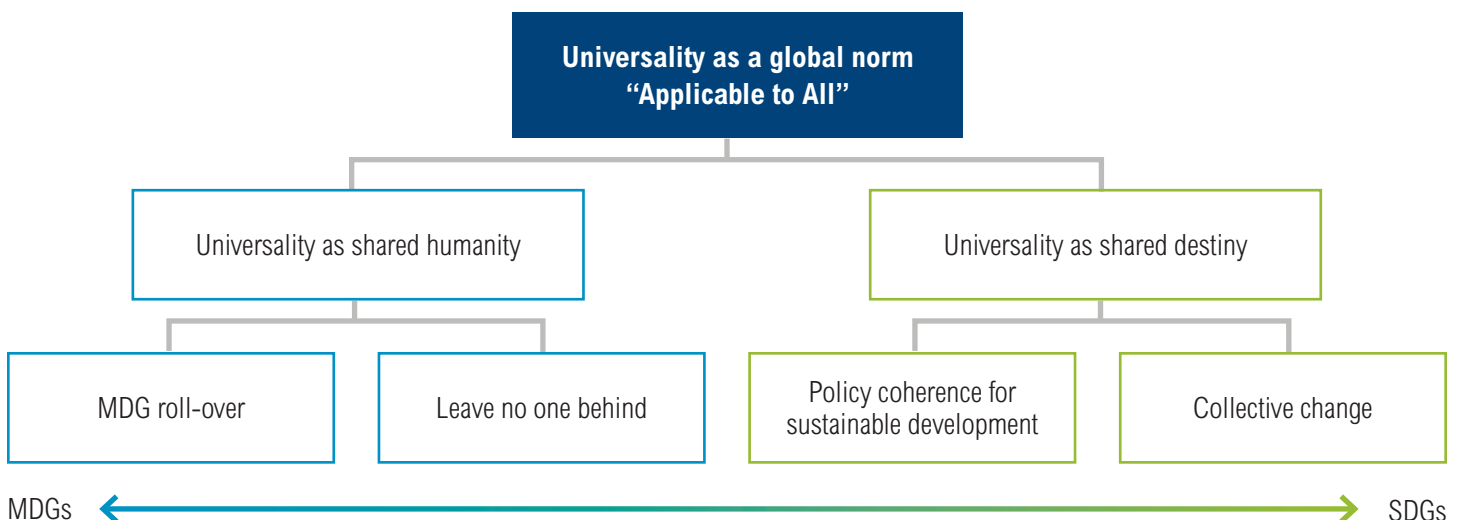 Universality as a global norm
“Applicable to All”
Universality as shared humanity
Universality as shared destiny
MDG roll-over
Leave no one behind
Policy coherence for
sustainable development
Collective change
MDGs
SDGs